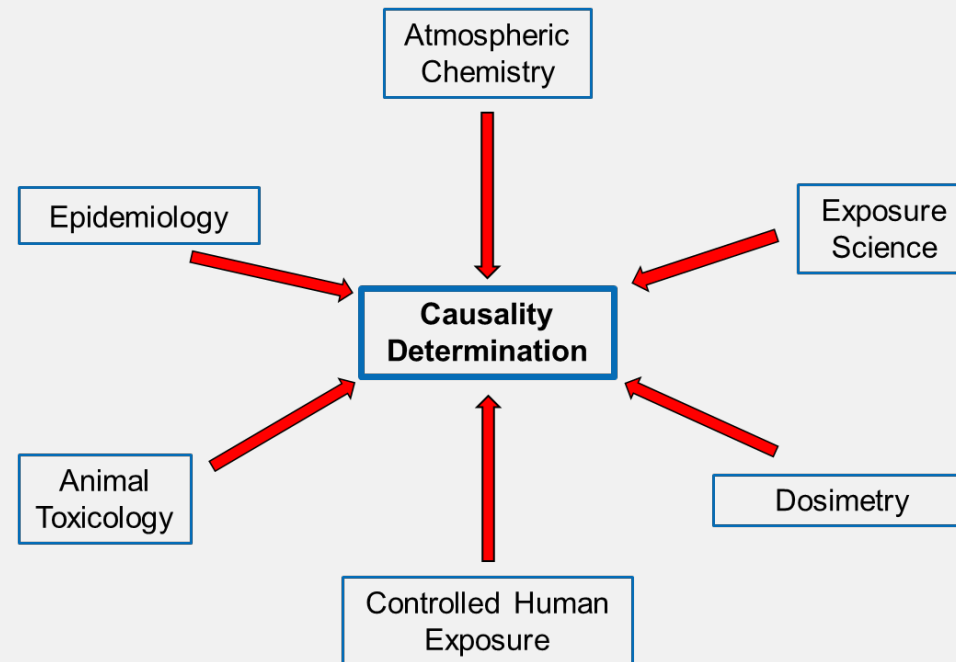 Atmospheric
Chemistry
Epidemiology
Exposure
Science
Causality
Determination
Animal
Toxicology
Dosimetry
Controlled Human
Exposure